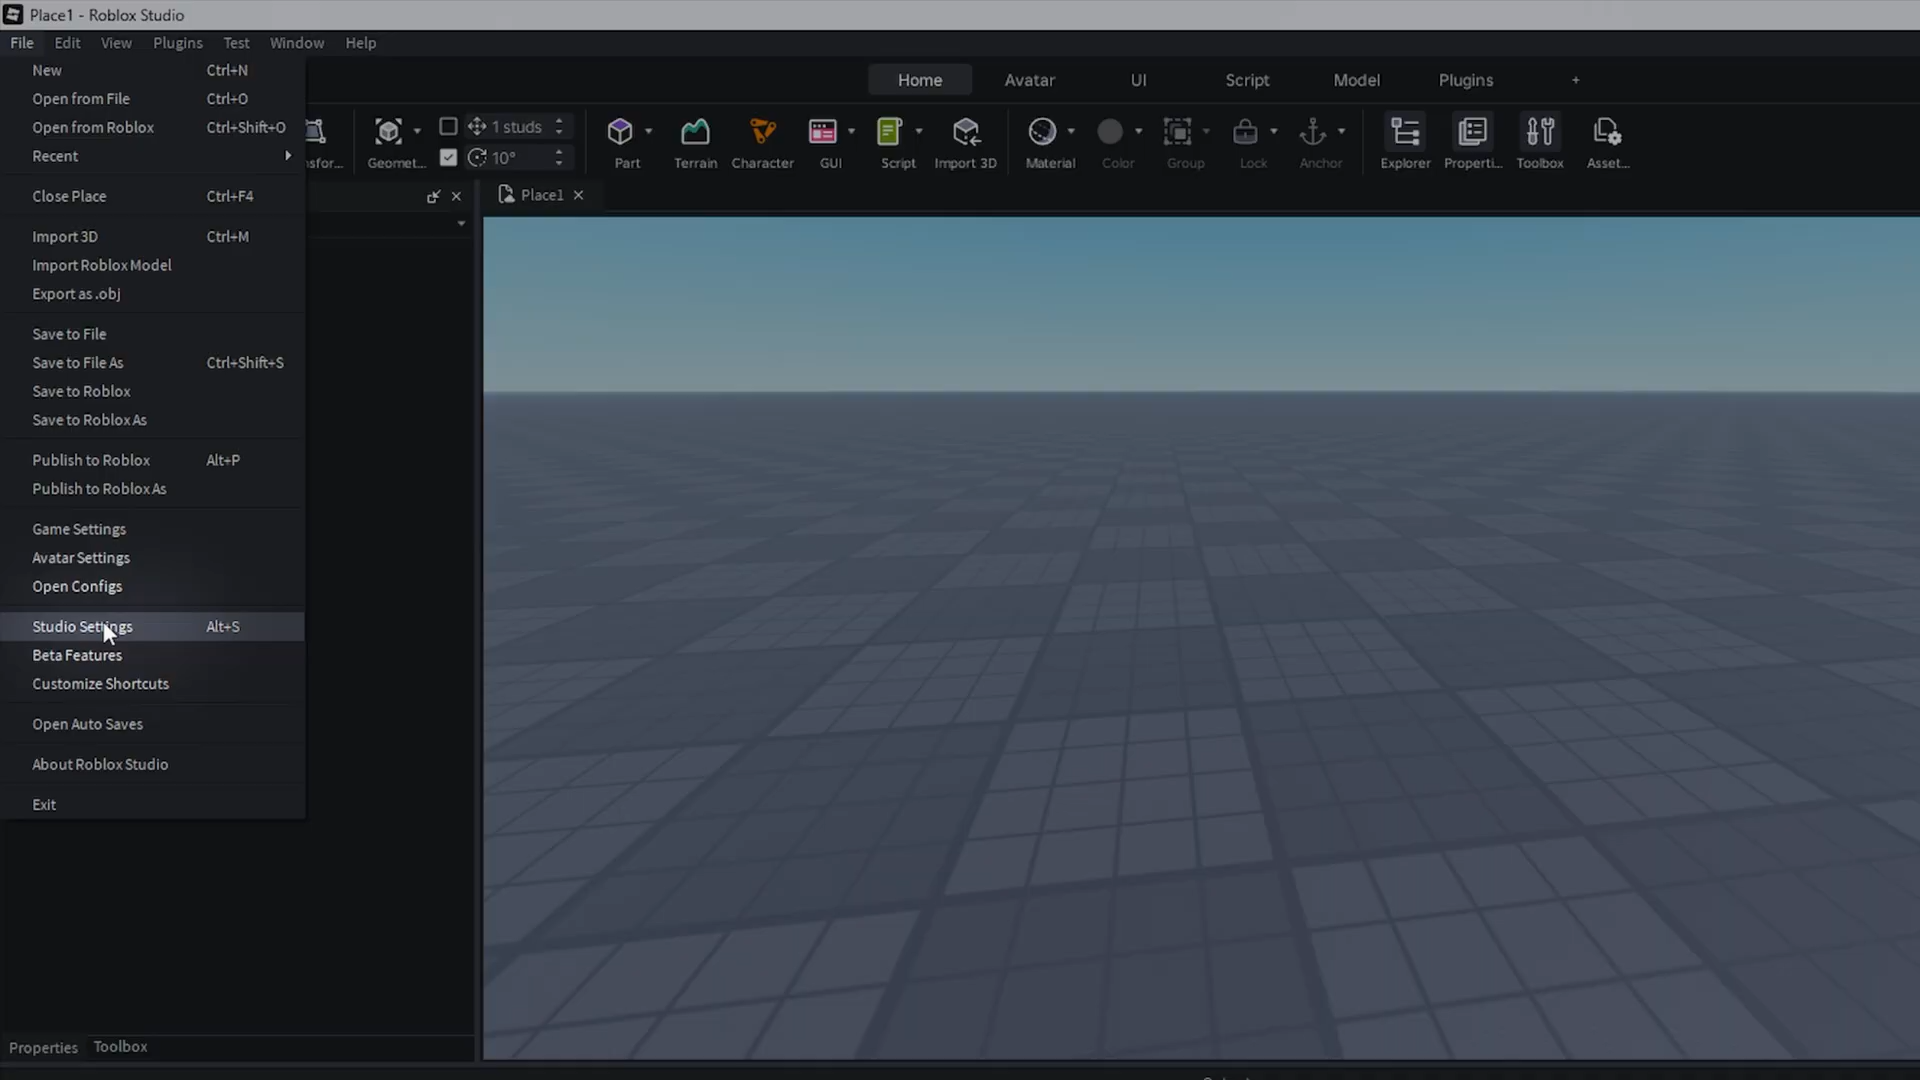 Place1 - Roblox Studio
File Edit View Plugins Test Window Help
New Ctrl+N
Open from File Ctrl+O
Open from Roblox Ctrl+Shift+O
Recent
Close Place Ctrl+F4
Import 3D Ctrl+M
Import Roblox Model
Export as .obj
Save to File
Save to File As Ctrl+Shift+S
Save to Roblox
Save to Roblox As
Publish to Roblox Alt+P
Publish to Roblox As
Game Settings
Avatar Settings
Open Configs
Studio Settings Alt+S
Beta Features
Customize Shortcuts
Open Auto Saves
About Roblox Studio
Exit
Home Avatar UI Script Model Plugins +
1 studs
10°
sfor... Geomet... Part Terrain Character GUI Script Import 3D Material Color Group Lock Anchor Explorer Properti... Toolbox Asset...
Place1
Properties Toolbox